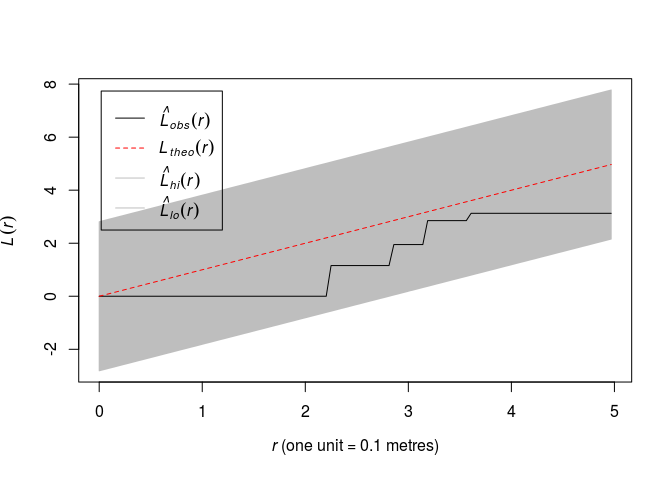 8
6
4
2
0
-2
L(r)
L̂obs(r)
Ltheo(r)
L̂hi(r)
L̂lo(r)
0 1 2 3 4 5
r (one unit = 0.1 metres)